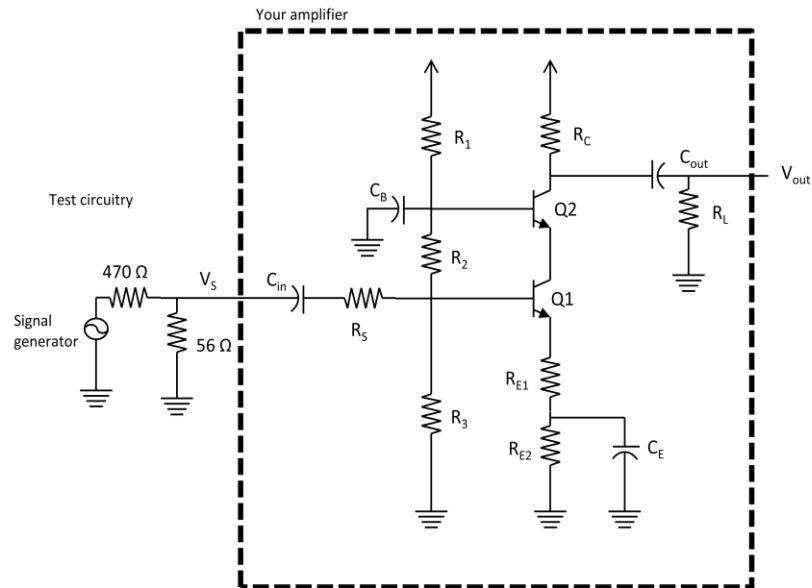 Your amplifier
R1
RC
Cout
Vout
CB
Q2
RL
Test circuitry
R2
470 Ω
VS
Cin
Q1
Signal
generator
RS
56 Ω
RE1
R3
RE2
CE